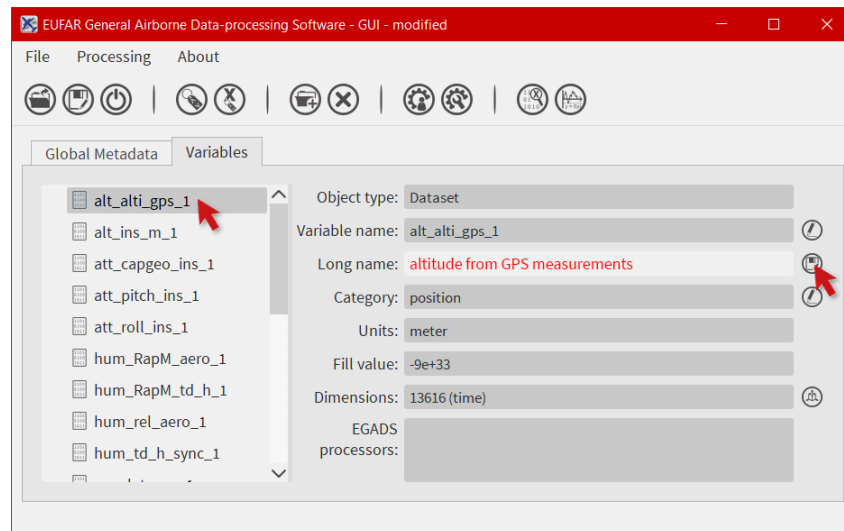 EUFAR General Airborne Data-processing Software - GUI - modified
File Processing About
Global Metadata Variables
alt_alti_gps_1
alt_ins_m_1
att_capgeo_ins_1
att_pitch_ins_1
att_roll_ins_1
hum_RapM_aero_1
hum_RapM_td_h_1
hum_rel_aero_1
hum_td_h_sync_1
Object type: Dataset
Variable name: alt_alti_gps_1
Long name: altitude from GPS measurements
Category: position
Units: meter
Fill value: -9e+33
Dimensions: 13616 (time)
EGADS
processors: